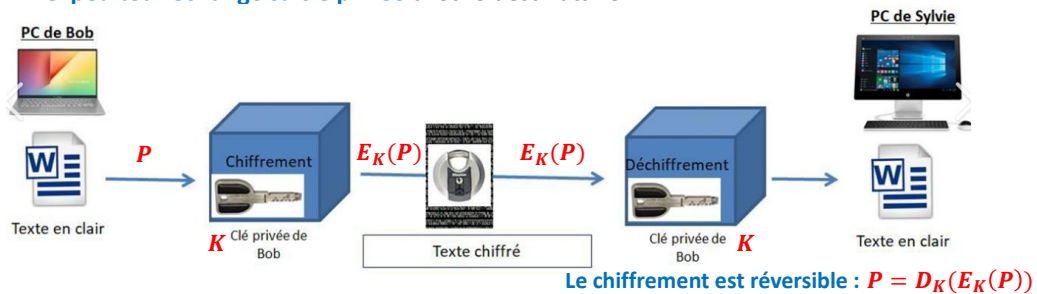 PC de Bob
PC de Sylvie
P
Chiffrement
E_K(P)
E_K(P)
Déchiffrement
W
W
Texte en clair
K
Clé privée de
Bob
Texte chiffré
Clé privée de
Bob
K
Texte en clair
Le chiffrement est réversible : P = D_K(E_K(P))